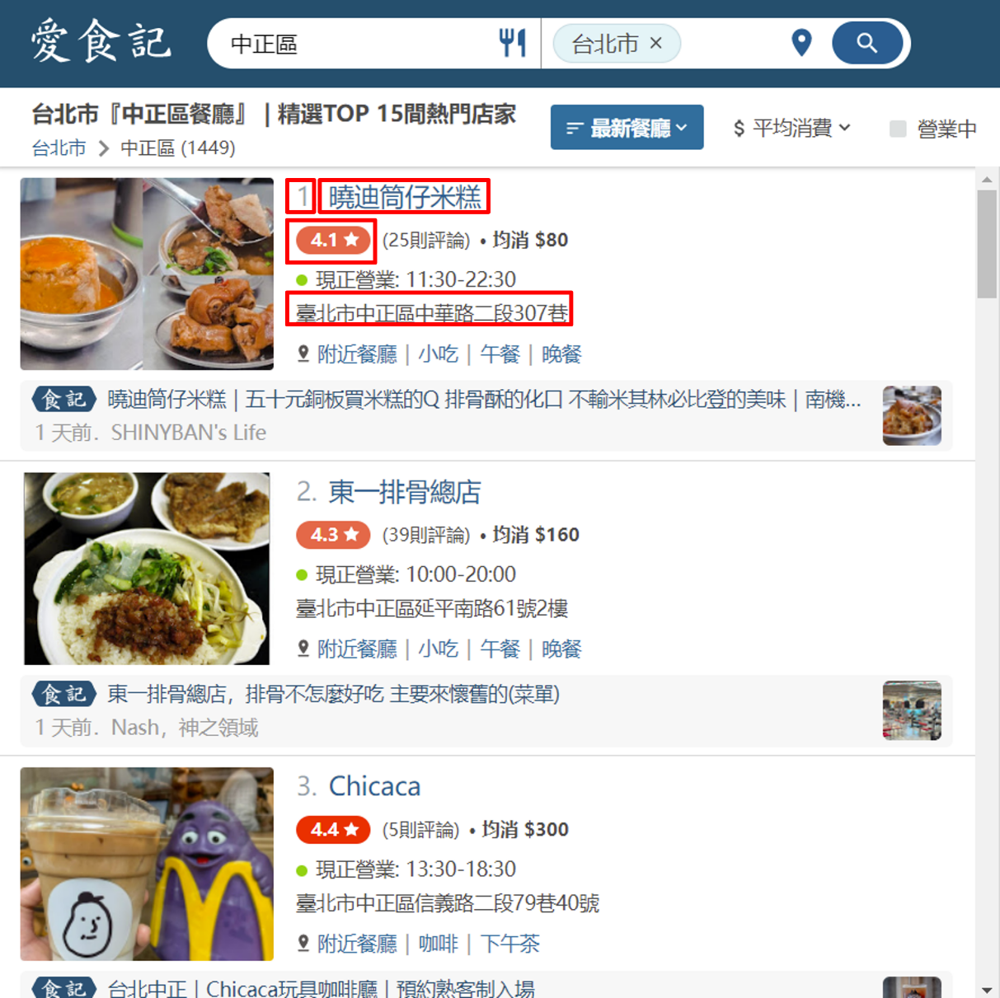 愛食記 中正區 台北市 ×
台北市『中正區餐廳』 | 精選TOP 15間熱門店家
最新餐廳 $ 平均消費 營業中
台北市 > 中正區 (1449)
1 曉迪筒仔米糕
4.1 ★ (25則評論) • 均消 $80
現正營業: 11:30-22:30
臺北市中正區中華路二段307巷
附近餐廳 | 小吃 | 午餐 | 晚餐
食記 曉迪筒仔米糕 | 五十元銅板買米糕的Q 排骨酥的化口 不輸米其林必比登的美味 | 南機...
1 天前．SHINYBAN's Life
2. 東一排骨總店
4.3 ★ (39則評論) • 均消 $160
現正營業: 10:00-20:00
臺北市中正區延平南路61號2樓
附近餐廳 | 小吃 | 午餐 | 晚餐
食記 東一排骨總店，排骨不怎麼好吃 主要來懷舊的(菜單)
1 天前．Nash，神之領域
3. Chicaca
4.4 ★ (5則評論) • 均消 $300
現正營業: 13:30-18:30
臺北市中正區信義路二段79巷40號
附近餐廳 | 咖啡 | 下午茶
食記 台北中正 | Chicaca玩具咖啡廳 | 預約熟客制入場